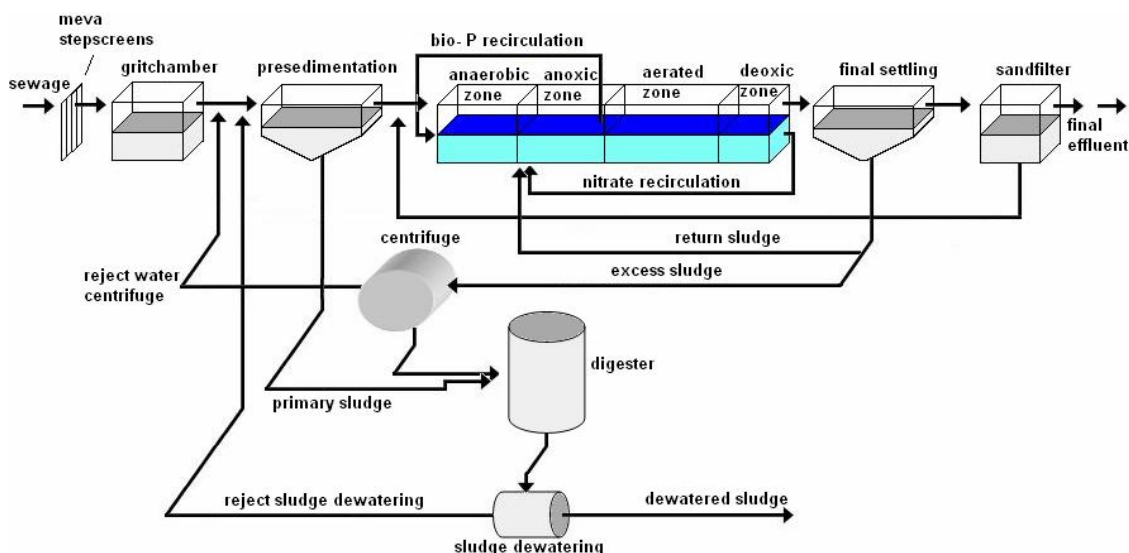 meva
stepscreens
sewage
gritchamber
presedimentation
bio- P recirculation
anaerobic
zone
anoxic
zone
aerated
zone
deoxic
zone
final settling
sandfilter
final
effluent
nitrate recirculation
return sludge
excess sludge
centrifuge
reject water
centrifuge
digester
primary sludge
reject sludge dewatering
dewatered sludge
sludge dewatering